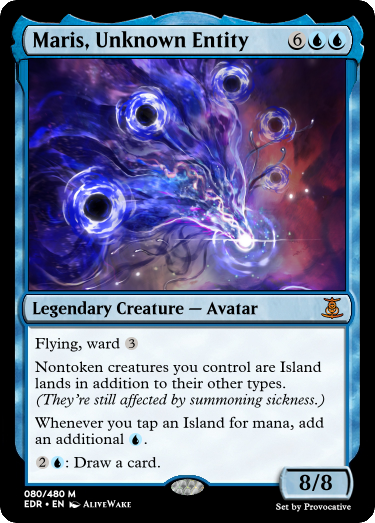 Maris, Unknown Entity 6
Legendary Creature — Avatar
Flying, ward 3
Nontoken creatures you control are Island
lands in addition to their other types.
(They're still affected by summoning sickness.)
Whenever you tap an Island for mana, add
an additional .
2 : Draw a card.
8/8
080/480 M
EDR • EN AliveWake
Set by Provocative